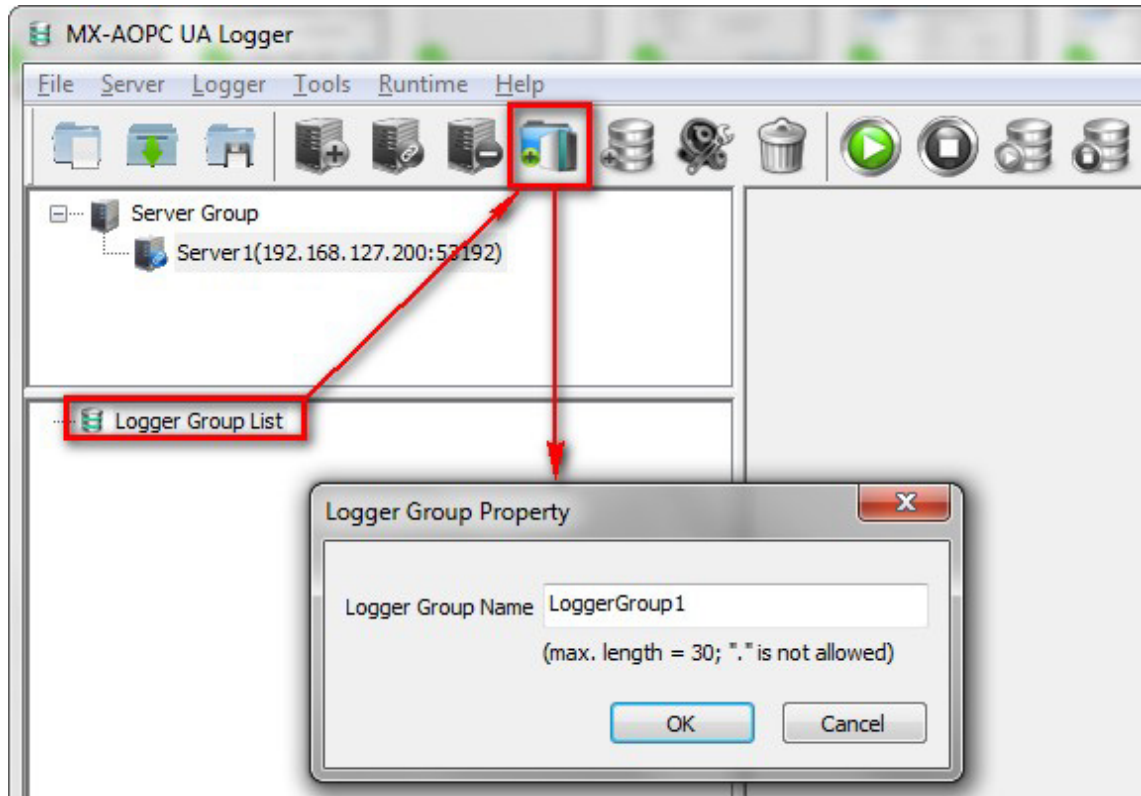 MX-AOPC UA Logger
File Server Logger Tools Runtime Help
Server Group
Server1(192.168.127.200:53192)
Logger Group List
Logger Group Property
Logger Group Name LoggerGroup1
(max. length = 30; "." is not allowed)
OK Cancel